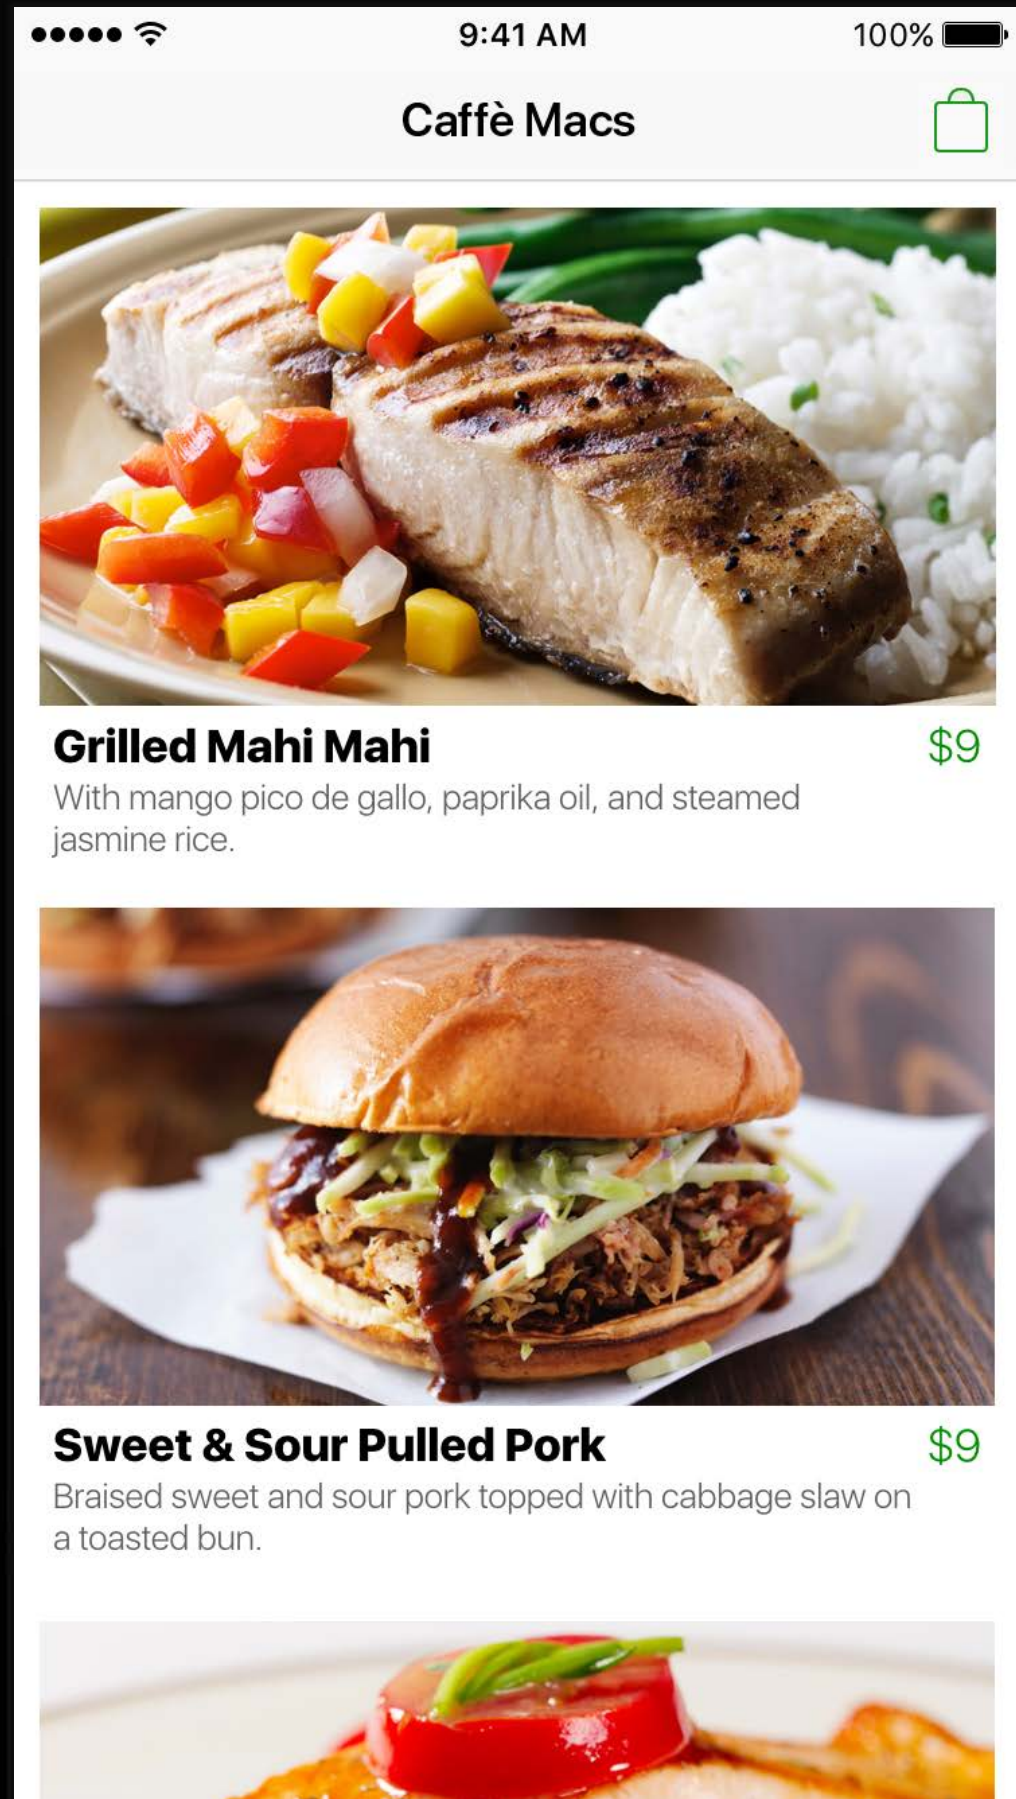 9:41 AM
100%
Caffè Macs
Grilled Mahi Mahi
$9
With mango pico de gallo, paprika oil, and steamed
jasmine rice.
Sweet & Sour Pulled Pork
$9
Braised sweet and sour pork topped with cabbage slaw on
a toasted bun.